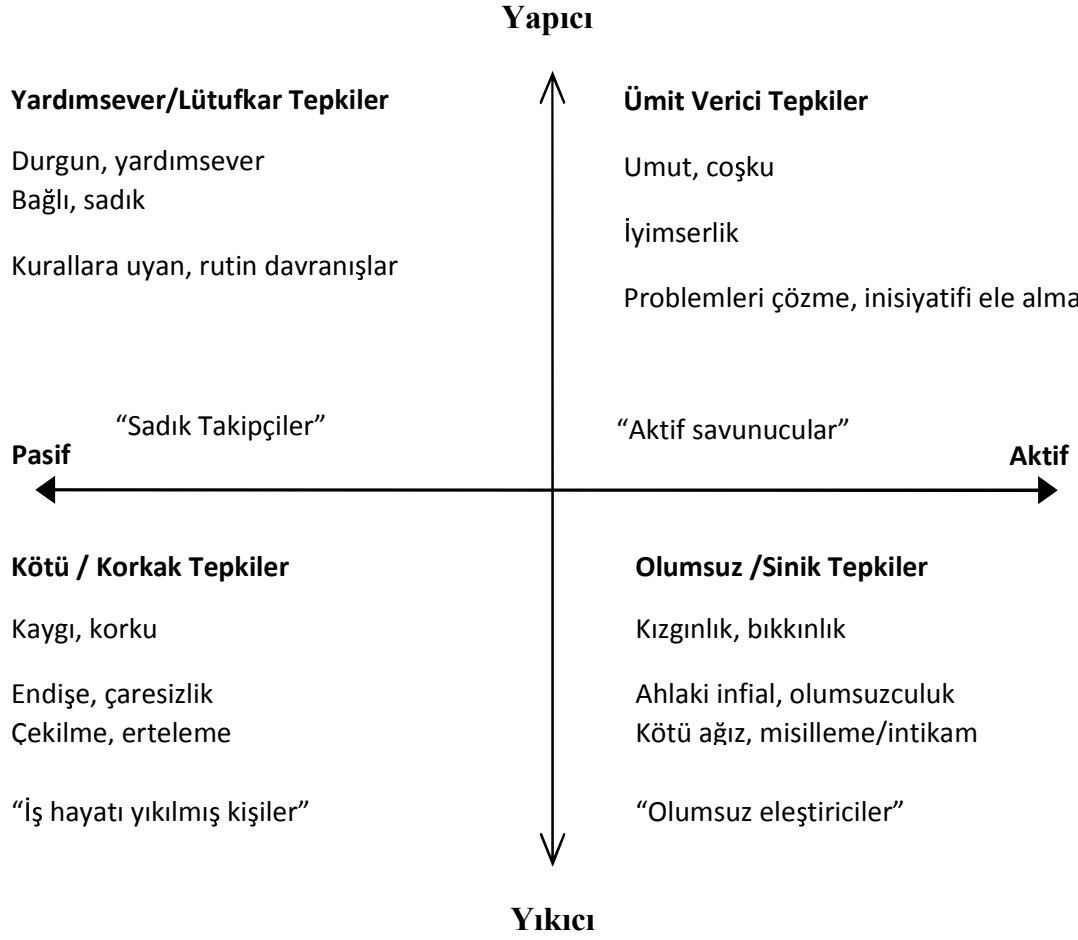 Yapıcı
Yardımsever/Lütufkar Tepkiler
Durgun, yardımsever
Bağlı, sadık
Kurallara uyan, rutin davranışlar
“Sadık Takipçiler”
Ümit Verici Tepkiler
Umut, coşku
İyimserlik
Problemleri çözme, inisiyatifi ele alma
“Aktif savunucular”
Pasif
Aktif
Kötü / Korkak Tepkiler
Kaygı, korku
Endişe, çaresizlik
Çekilme, erteleme
“İş hayatı yıkılmış kişiler”
Olumsuz /Sinik Tepkiler
Kızgınlık, bıkkınlık
Ahlaki infial, olumsuzculuk
Kötü ağız, misilleme/intikam
“Olumsuz eleştiriciler”
Yıkıcı